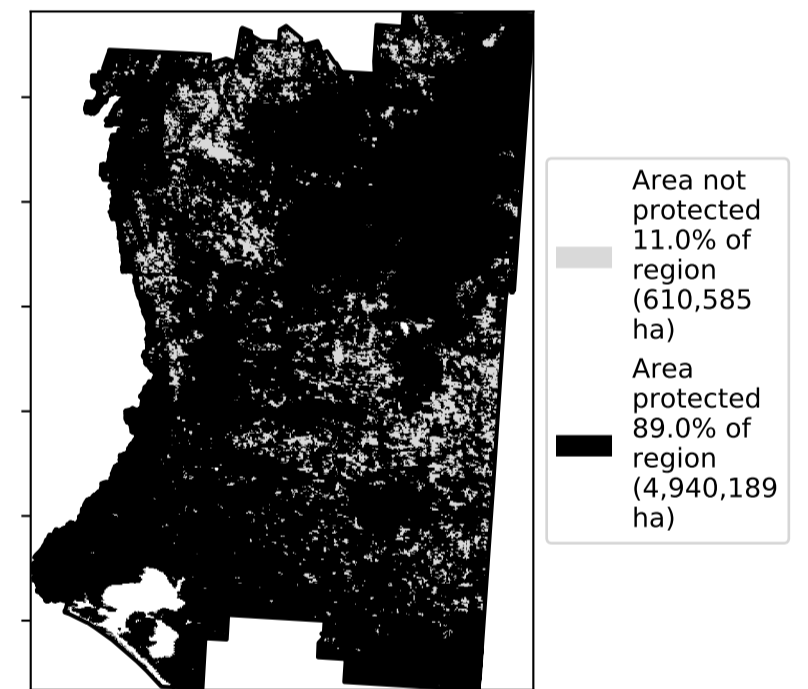 Area not
protected
11.0% of
region
(610,585
ha)
Area
protected
89.0% of
region
(4,940,189
ha)